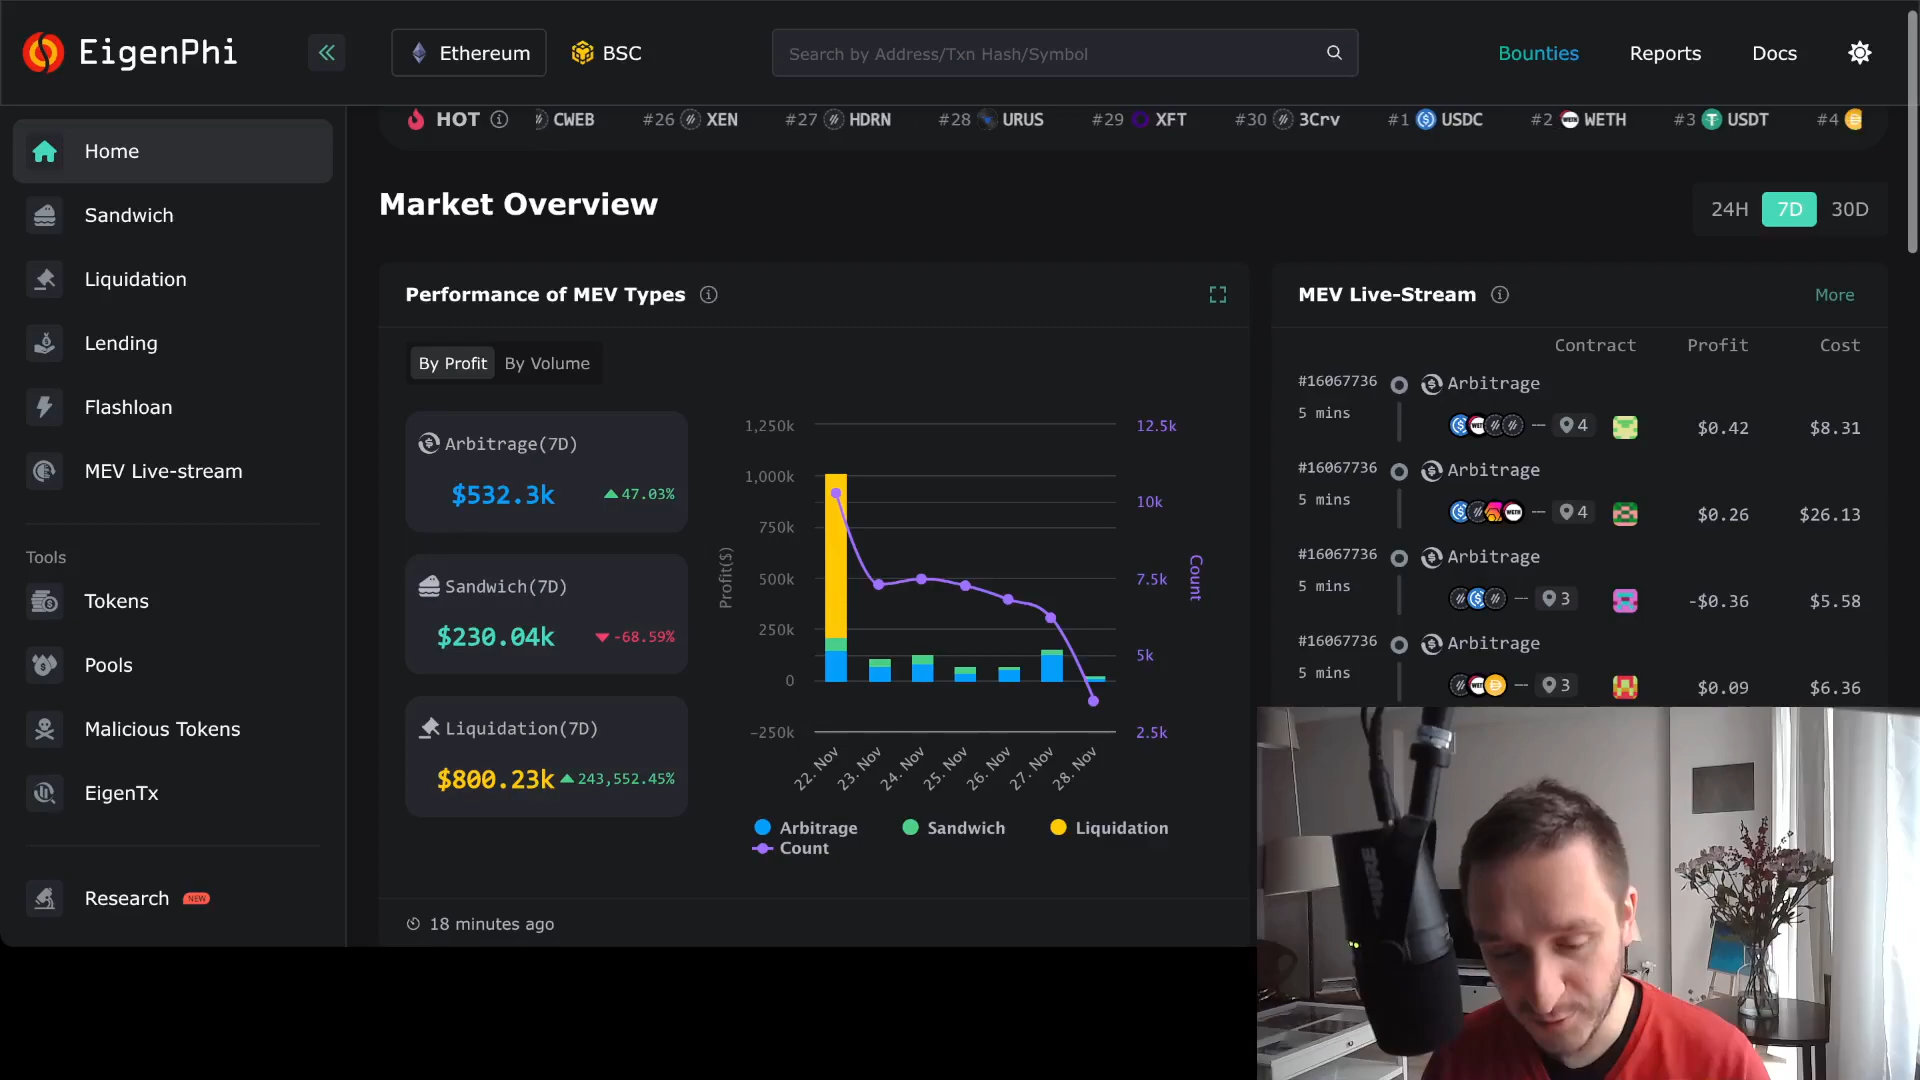 EigenPhi
Ethereum
BSC
Search by Address/Txn Hash/Symbol
Bounties
Reports
Docs
HOT
CWEB
#26 XEN
#27 HDRN
#28 URUS
#29 XFT
#30 3Crv
#1 USDC
#2 WETH
#3 USDT
#4
Home
Sandwich
Liquidation
Lending
Flashloan
MEV Live-stream
Tools
Tokens
Pools
Malicious Tokens
EigenTx
Research NEW
Market Overview
24H 7D 30D
Performance of MEV Types
By Profit By Volume
Arbitrage(7D)
$532.3k 47.03%
Sandwich(7D)
$230.04k -68.59%
Liquidation(7D)
$800.23k 243,552.45%
1,250k
1,000k
750k
500k
250k
0
-250k
Profit($)
12.5k
10k
7.5k
5k
2.5k
Count
22. Nov
23. Nov
24. Nov
25. Nov
26. Nov
27. Nov
28. Nov
Arbitrage Sandwich Liquidation
Count
18 minutes ago
MEV Live-Stream
More
Contract Profit Cost
#16067736 Arbitrage
5 mins
4 $0.42 $8.31
#16067736 Arbitrage
5 mins
4 $0.26 $26.13
#16067736 Arbitrage
5 mins
3 -$0.36 $5.58
#16067736 Arbitrage
5 mins
3 $0.09 $6.36
SHURE